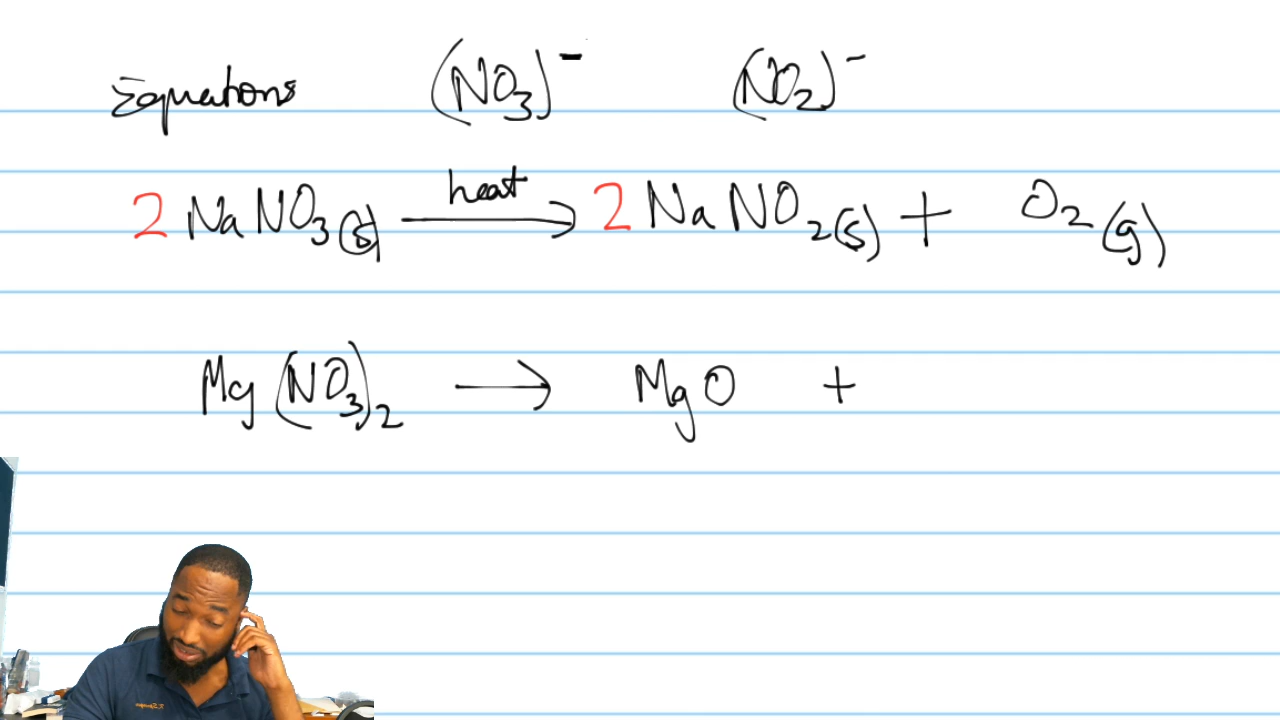 Equations (NO3)⁻ (NO2)⁻
2 NaNO3(s) heat → 2 NaNO2(s) + O2(g)
Mg(NO3)2 → MgO +